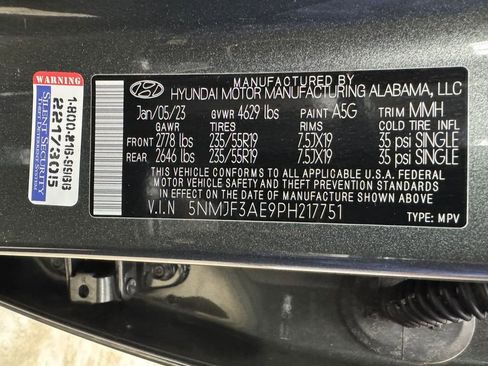 MANUFACTURED BY
HYUNDAI MOTOR MANUFACTURING ALABAMA, LLC
Jan/05/23 GVWR 4629 lbs PAINT A5G TRIM MMH
GAWR TIRES RIMS COLD TIRE INFL
FRONT 2778 lbs 235/55R19 7.5JX19 35 psi SINGLE
REAR 2646 lbs 235/55R19 7.5JX19 35 psi SINGLE
THIS VEHICLE CONFORMS TO ALL APPLICABLE U.S. FEDERAL
MOTOR VEHICLE SAFETY AND THEFT PREVENTION STANDARDS
IN EFFECT ON THE DATE OF MANUFACTURE SHOWN ABOVE.
V.I.N 5NMJF3AE9PH217751
TYPE: MPV
WARNING
SILENT SECURITY